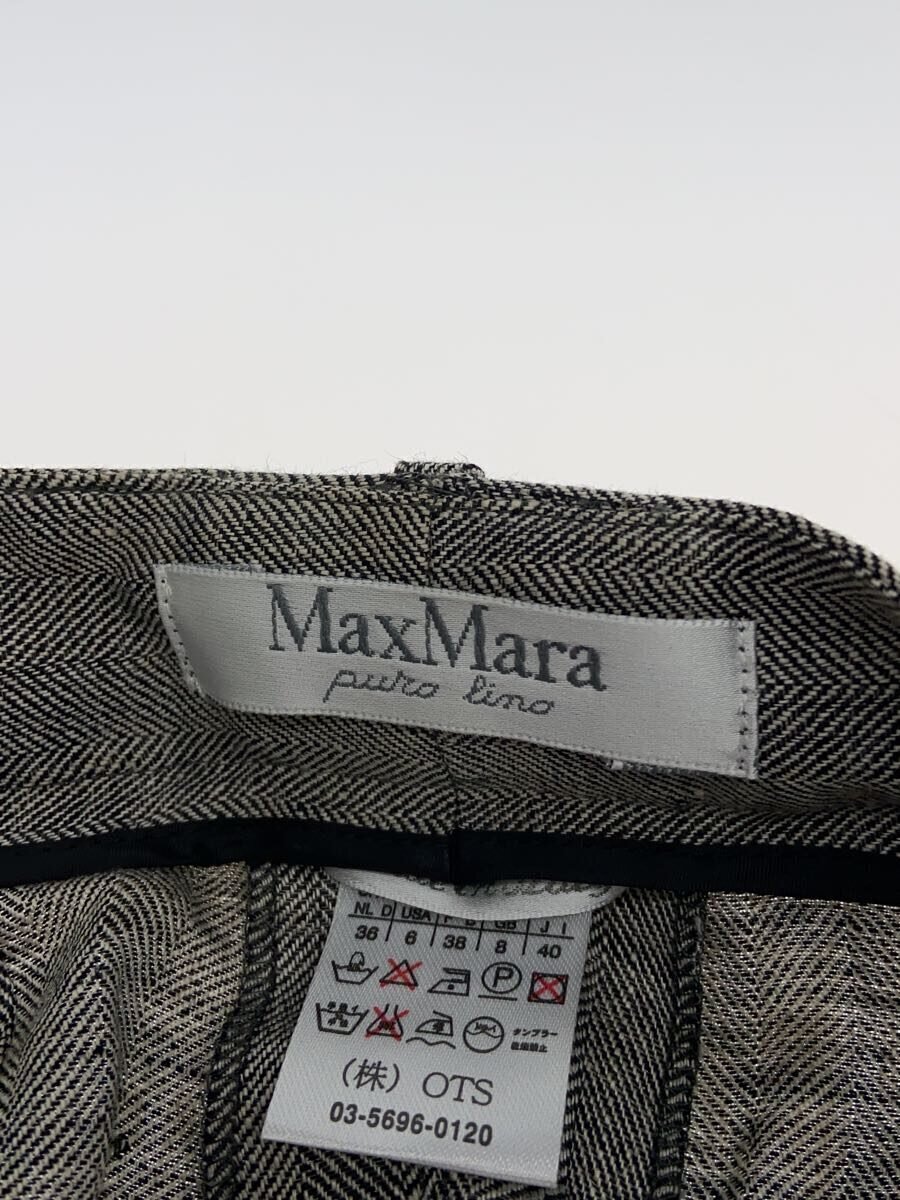 MaxMara
puro lino
NL D USA F B GB J I
36 6 38 8 40
P
タンブラー
（株）OTS
03-5696-0120